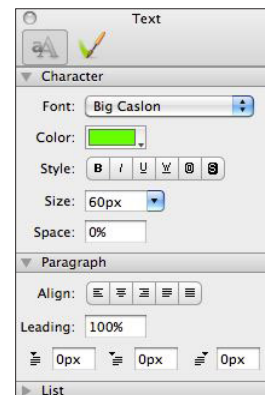 Text
aA
Character
Font: Big Caslon
Color:
Style: B I U W O S
Size: 60px
Space: 0%
Paragraph
Align:
Leading: 100%
0px 0px 0px
List